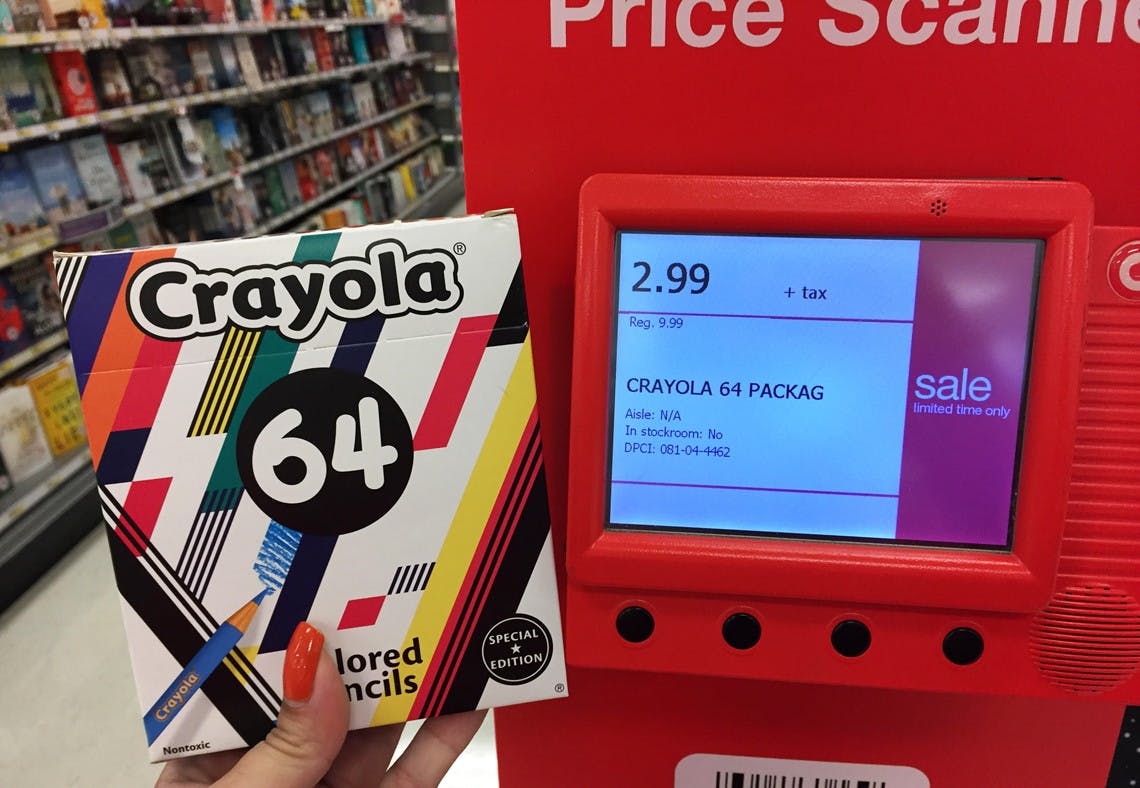 Price Scanne
Crayola®
64
lored
ncils
SPECIAL
EDITION
®
Crayola
Nontoxic
2.99 + tax
Reg. 9.99
CRAYOLA 64 PACKAG
Aisle: N/A
In stockroom: No
DPCI: 081-04-4462
sale
limited time only